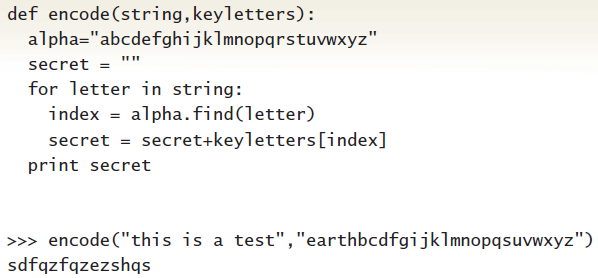 def encode(string,keyletters):
  alpha="abcdefghijklmnopqrstuvwxyz"
  secret = ""
  for letter in string:
    index = alpha.find(letter)
    secret = secret+keyletters[index]
  print secret
>>> encode("this is a test","earthbcdfgijklmnopqsuvwxyz")
sdfqzfqzezshqs